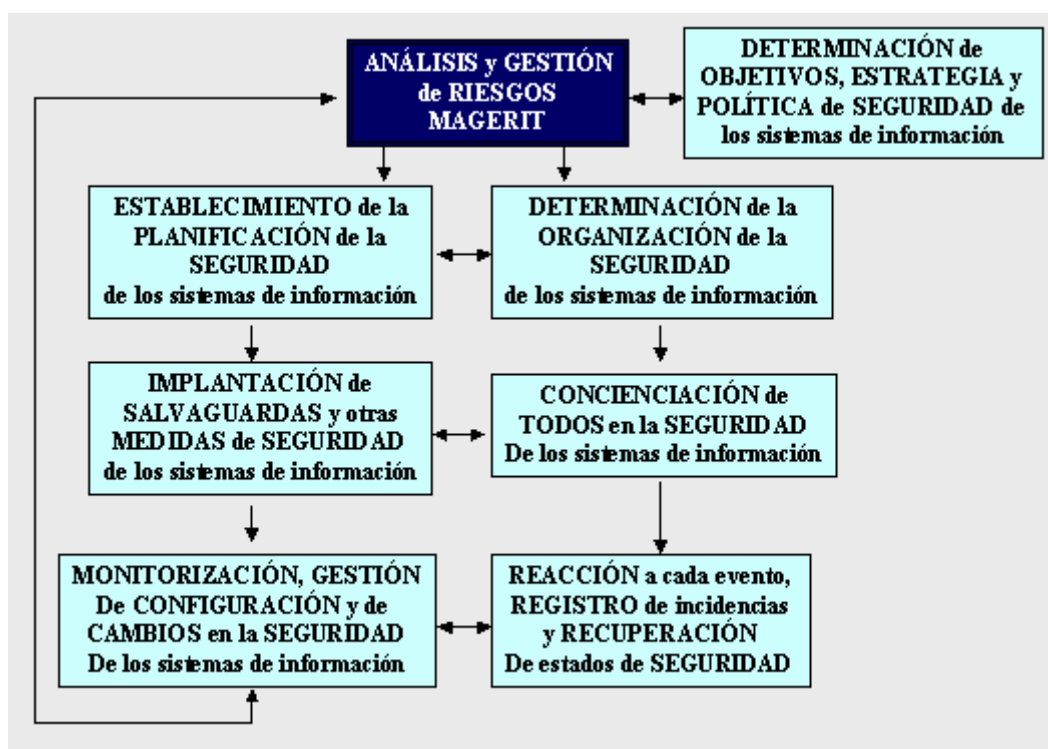 ANÁLISIS y GESTIÓN
de RIESGOS
MAGERIT
DETERMINACIÓN de
OBJETIVOS, ESTRATEGIA y
POLÍTICA de SEGURIDAD de
los sistemas de información
ESTABLECIMIENTO de la
PLANIFICACIÓN de la
SEGURIDAD
de los sistemas de información
DETERMINACIÓN de la
ORGANIZACIÓN de la
SEGURIDAD
de los sistemas de información
IMPLANTACIÓN de
SALVAGUARDAS y otras
MEDIDAS de SEGURIDAD
de los sistemas de información
CONCIENCIACIÓN de
TODOS en la SEGURIDAD
De los sistemas de información
MONITORIZACIÓN, GESTIÓN
De CONFIGURACIÓN y de
CAMBIOS en la SEGURIDAD
De los sistemas de información
REACCIÓN a cada evento,
REGISTRO de incidencias
y RECUPERACIÓN
De estados de SEGURIDAD